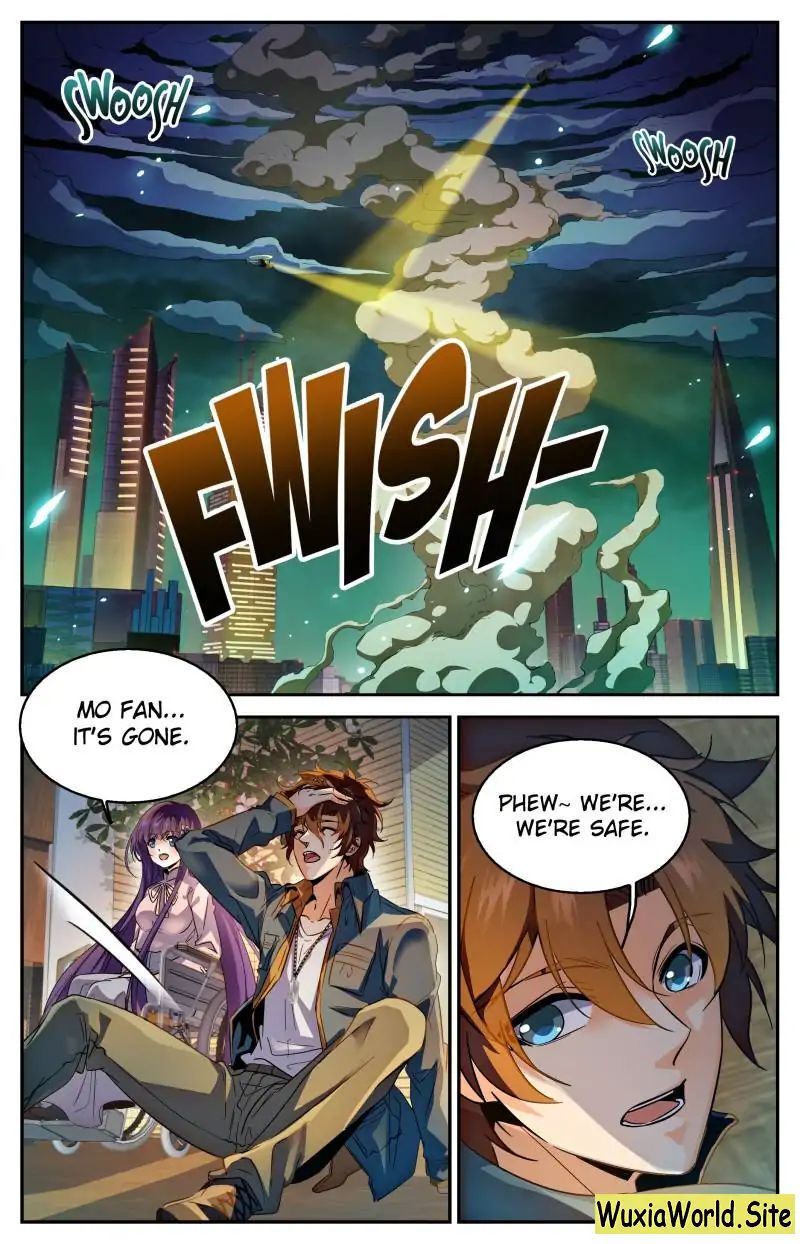 SWOOSH
SWOOSH
FWISH-
MO FAN...
IT'S GONE.
PHEW~ WE'RE...
WE'RE SAFE.
WuxiaWorld.Site